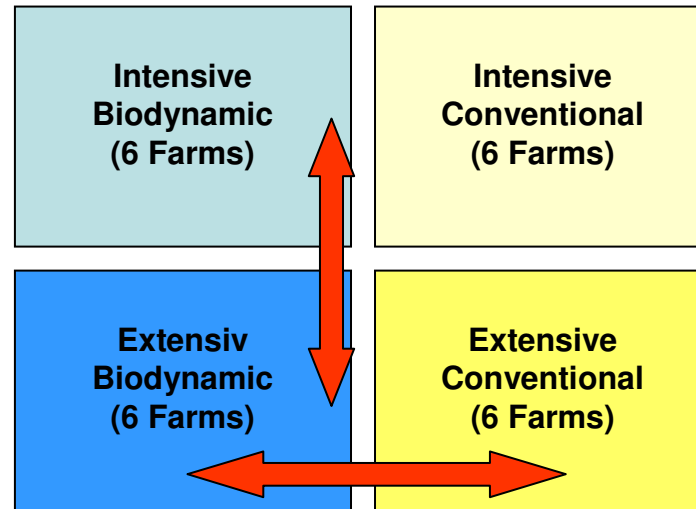 Intensive
Biodynamic
(6 Farms)
Intensive
Conventional
(6 Farms)
Extensiv
Biodynamic
(6 Farms)
Extensive
Conventional
(6 Farms)